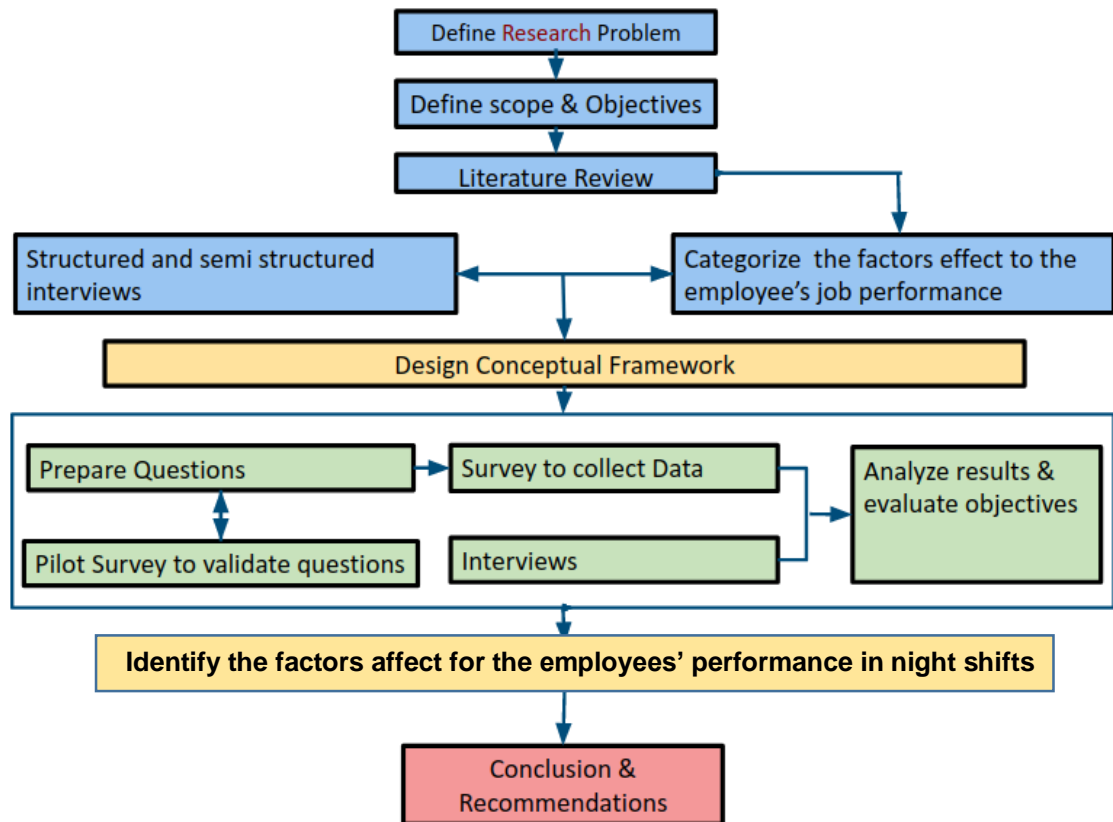 Define Research Problem
Define scope & Objectives
Literature Review
Structured and semi structured
interviews
Categorize the factors effect to the
employee’s job performance
Design Conceptual Framework
Prepare Questions
Survey to collect Data
Analyze results &
evaluate objectives
Pilot Survey to validate questions
Interviews
Identify the factors affect for the employees’ performance in night shifts
Conclusion &
Recommendations